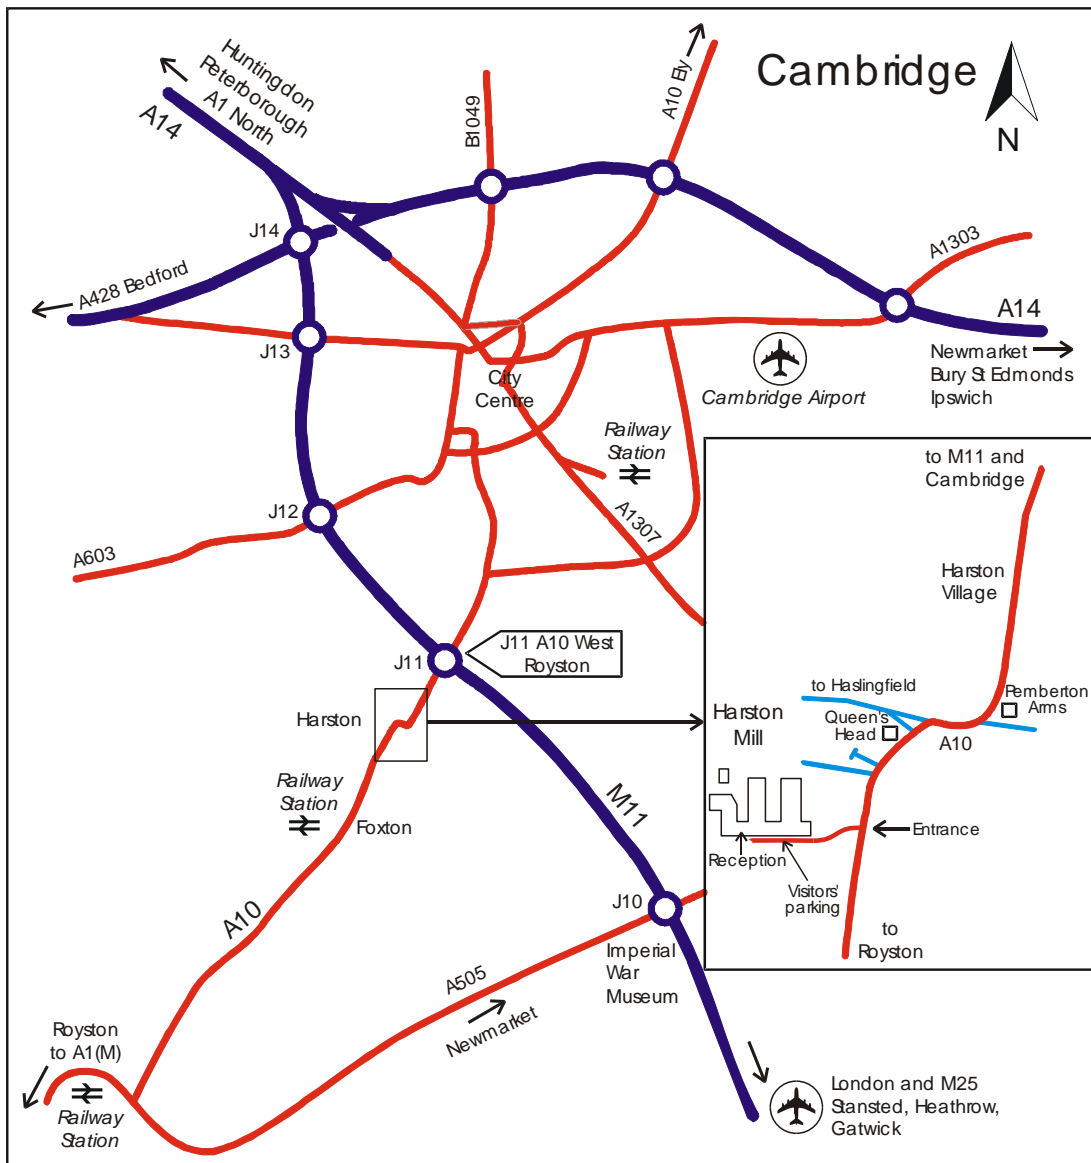 Cambridge
N
Huntingdon
Peterborough
A1 North
A14
B1049
A10 Ely
J14
A428 Bedford
A1303
A14
J13
Newmarket
Bury St Edmonds
Ipswich
Cambridge Airport
City
Centre
Railway
Station
J12
A603
A1307
J11
J11 A10 West
Royston
Harston
Railway
Station
Foxton
M11
A10
J10
Imperial
War
Museum
A505
Newmarket
Royston
to A1(M)
Railway
Station
London and M25
Stansted, Heathrow,
Gatwick
to M11 and
Cambridge
Harston
Village
to Haslingfield
Pemberton
Arms
Queen's
Head
A10
Harston
Mill
Entrance
Reception
Visitors'
parking
to
Royston